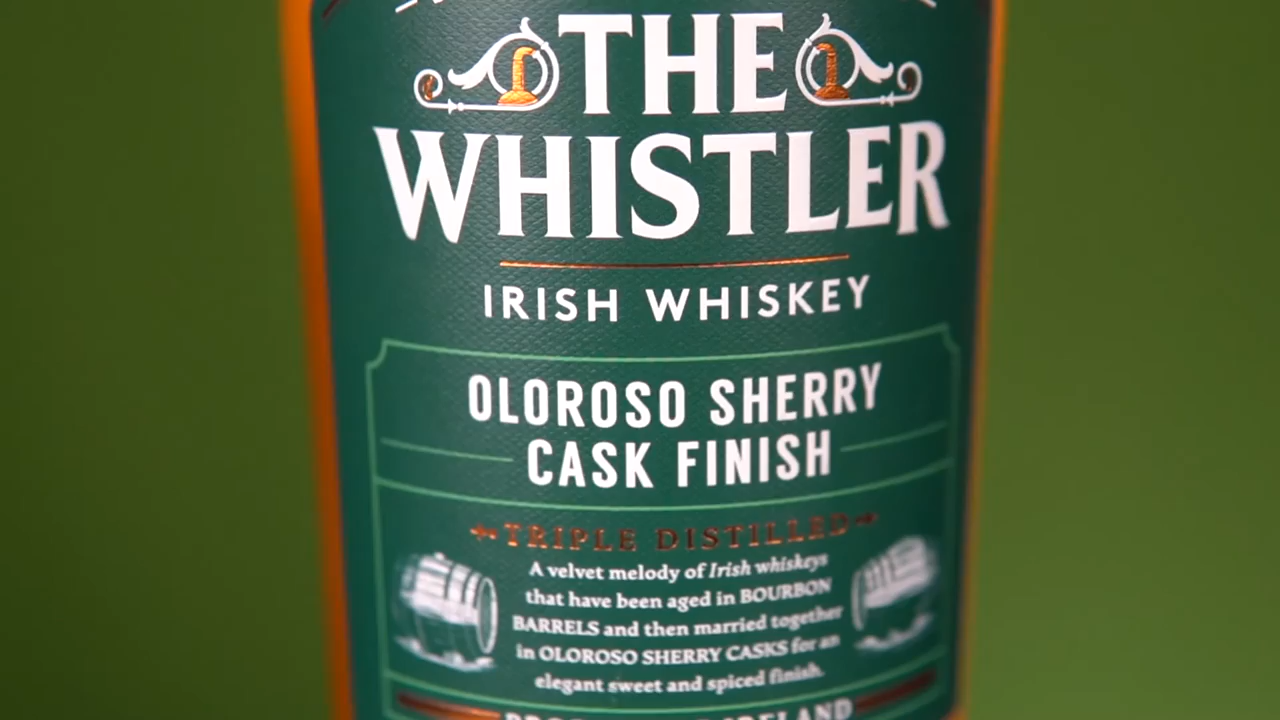 THE
WHISTLER
IRISH WHISKEY
OLOROSO SHERRY
CASK FINISH
TRIPLE DISTILLED
A velvet melody of Irish whiskeys
that have been aged in BOURBON
BARRELS and then married together
in OLOROSO SHERRY CASKS for an
elegant sweet and spiced finish.